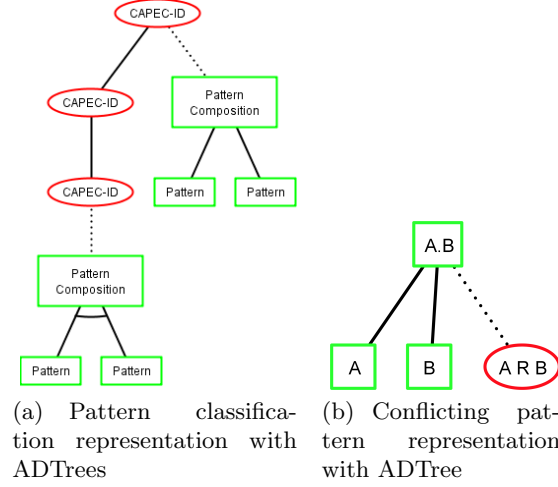 CAPEC-ID
CAPEC-ID
Pattern
Composition
CAPEC-ID
Pattern
Pattern
Pattern
Composition
Pattern
Pattern
(a) Pattern classifica-
tion representation with
ADTrees
A.B
A
B
A R B
(b) Conflicting pat-
tern representation
with ADTree